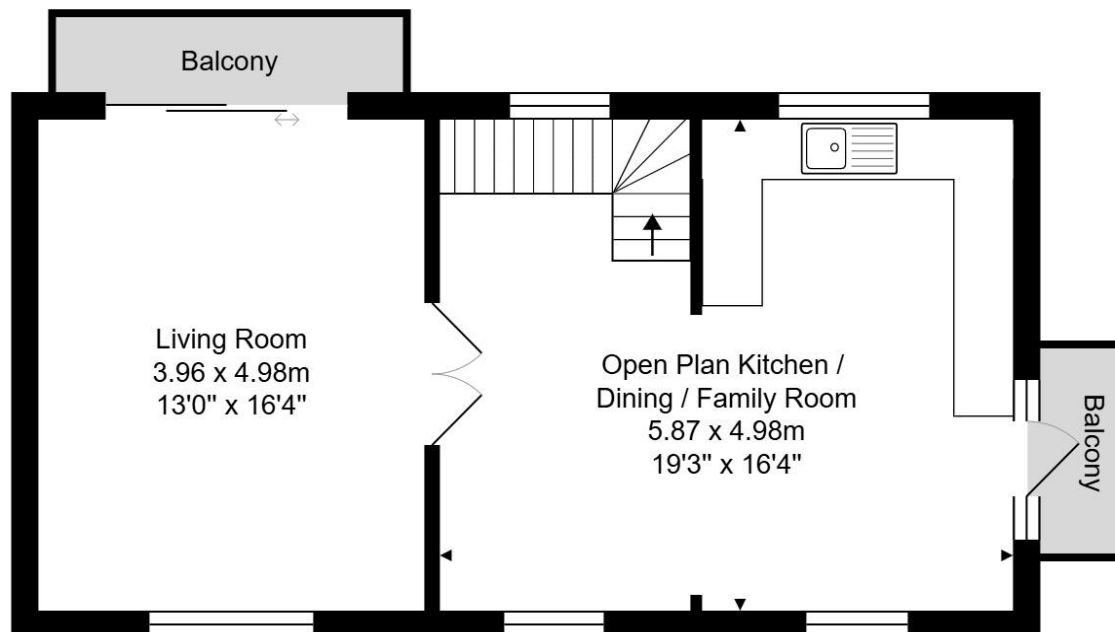 Balcony
Living Room
3.96 x 4.98m
13'0" x 16'4"
Open Plan Kitchen /
Dining / Family Room
5.87 x 4.98m
19'3" x 16'4"
Balcony